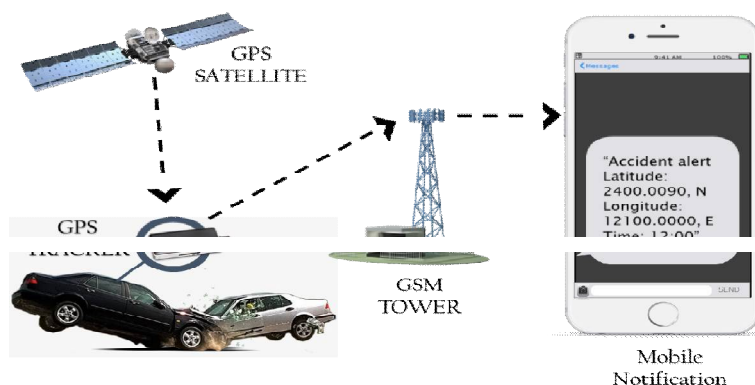 GPS
SATELLITE
9:41 AM 100%
Messages
"Accident alert
Latitude:
2400.0090, N
Longitude:
12100.0000, E
Time: 12:00"
GPS
TRACKER
GSM
TOWER
SEND
Mobile
Notification